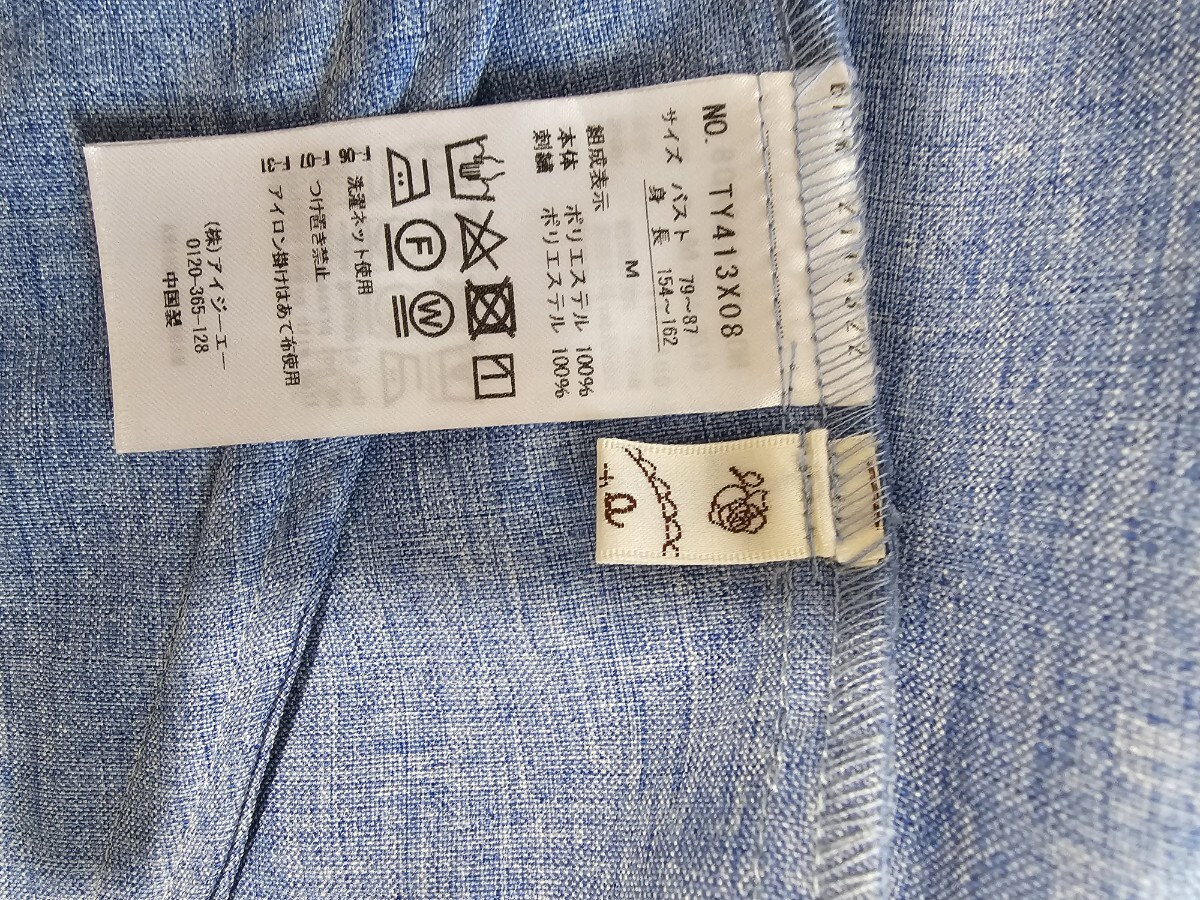 NO. TY413X08
サイズ バスト 79~87
身長 154~162
M
組成表示
本体 ポリエステル 100%
刺繍 ポリエステル 100%
F
W
洗濯ネット使用
つけ置き禁止
アイロン掛けはあて布使用
(株)アイジーエー
0120-365-128
中国製